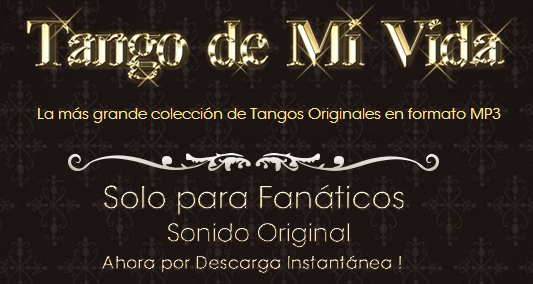 Tango de Mi Vida
La más grande colección de Tangos Originales en formato MP3
Solo para Fanáticos
Sonido Original
Ahora por Descarga Instantánea !